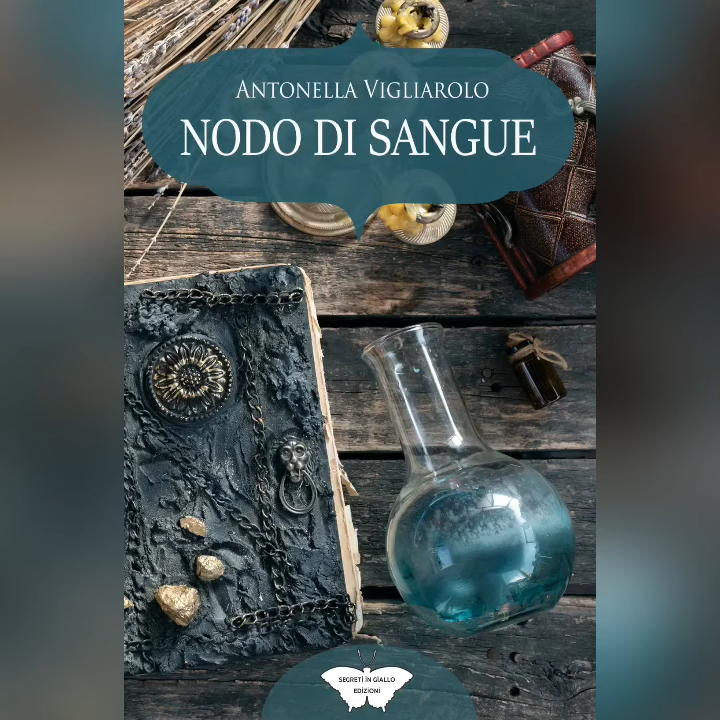 ANTONELLA VIGLIAROLO
NODO DI SANGUE
SEGRETI IN GIALLO
EDIZIONI